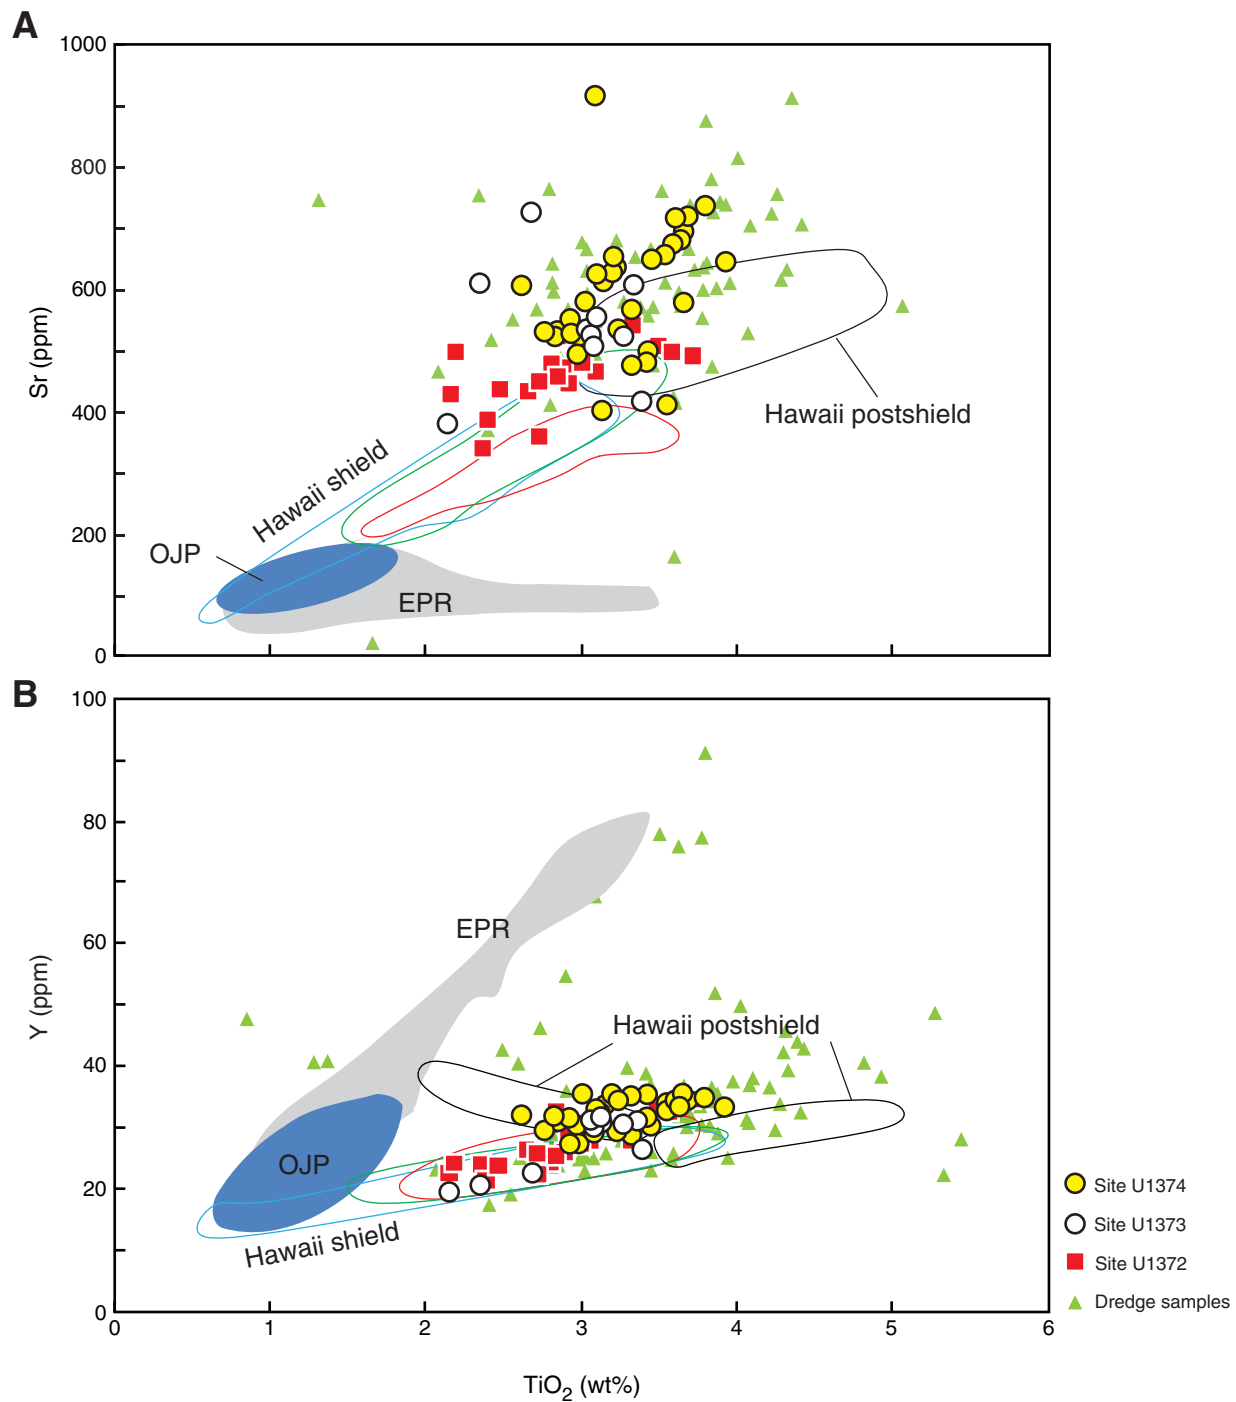 A
1000
800
600
400
200
0
Sr (ppm)
Hawaii postshield
Hawaii shield
OJP
EPR
B
100
80
60
40
20
0
Y (ppm)
EPR
Hawaii postshield
OJP
Hawaii shield
Site U1374
Site U1373
Site U1372
Dredge samples
0 1 2 3 4 5 6
TiO2 (wt%)